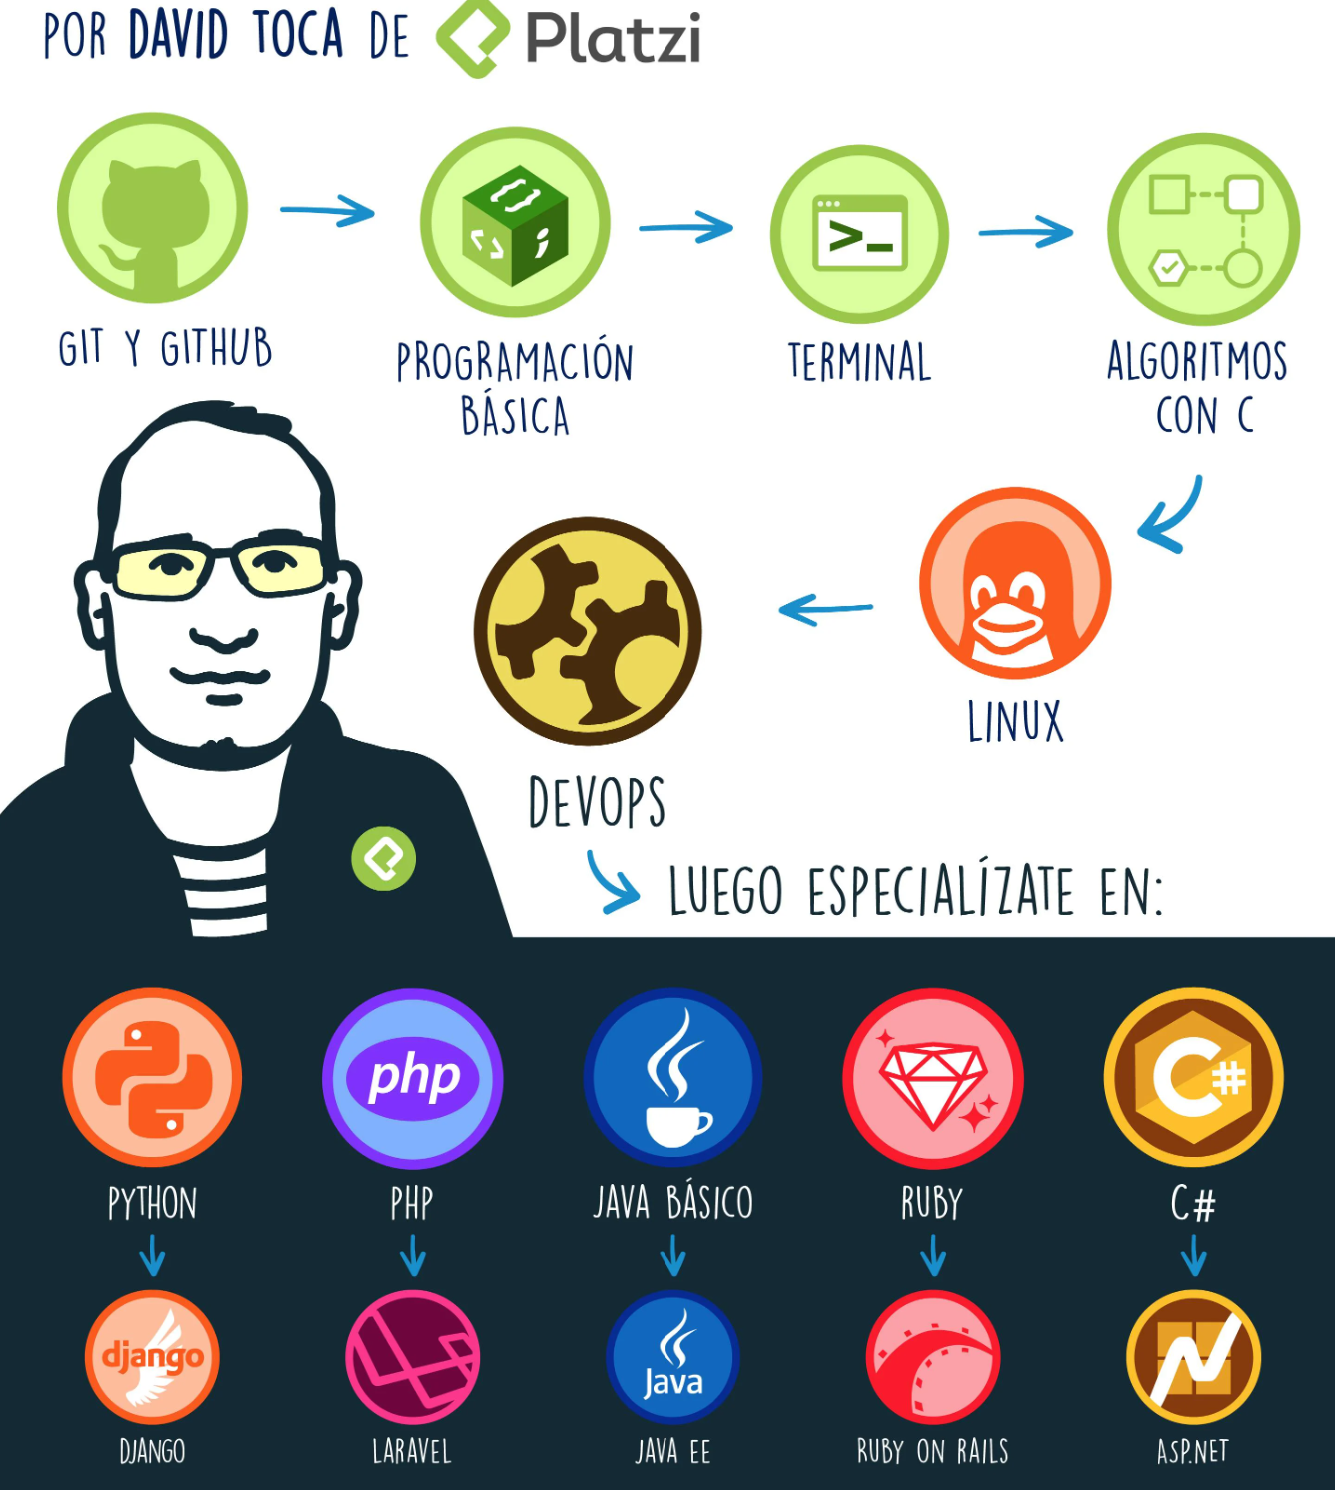 POR DAVID TOCA DE Platzi
GIT Y GITHUB
PROGRAMACIÓN
BÁSICA
>_
TERMINAL
ALGORITMOS
CON C
LINUX
DEVOPS
LUEGO ESPECIALÍZATE EN:
php
C#
PYTHON
PHP
JAVA BÁSICO
RUBY
C#
django
Java
DJANGO
LARAVEL
JAVA EE
RUBY ON RAILS
ASP.NET